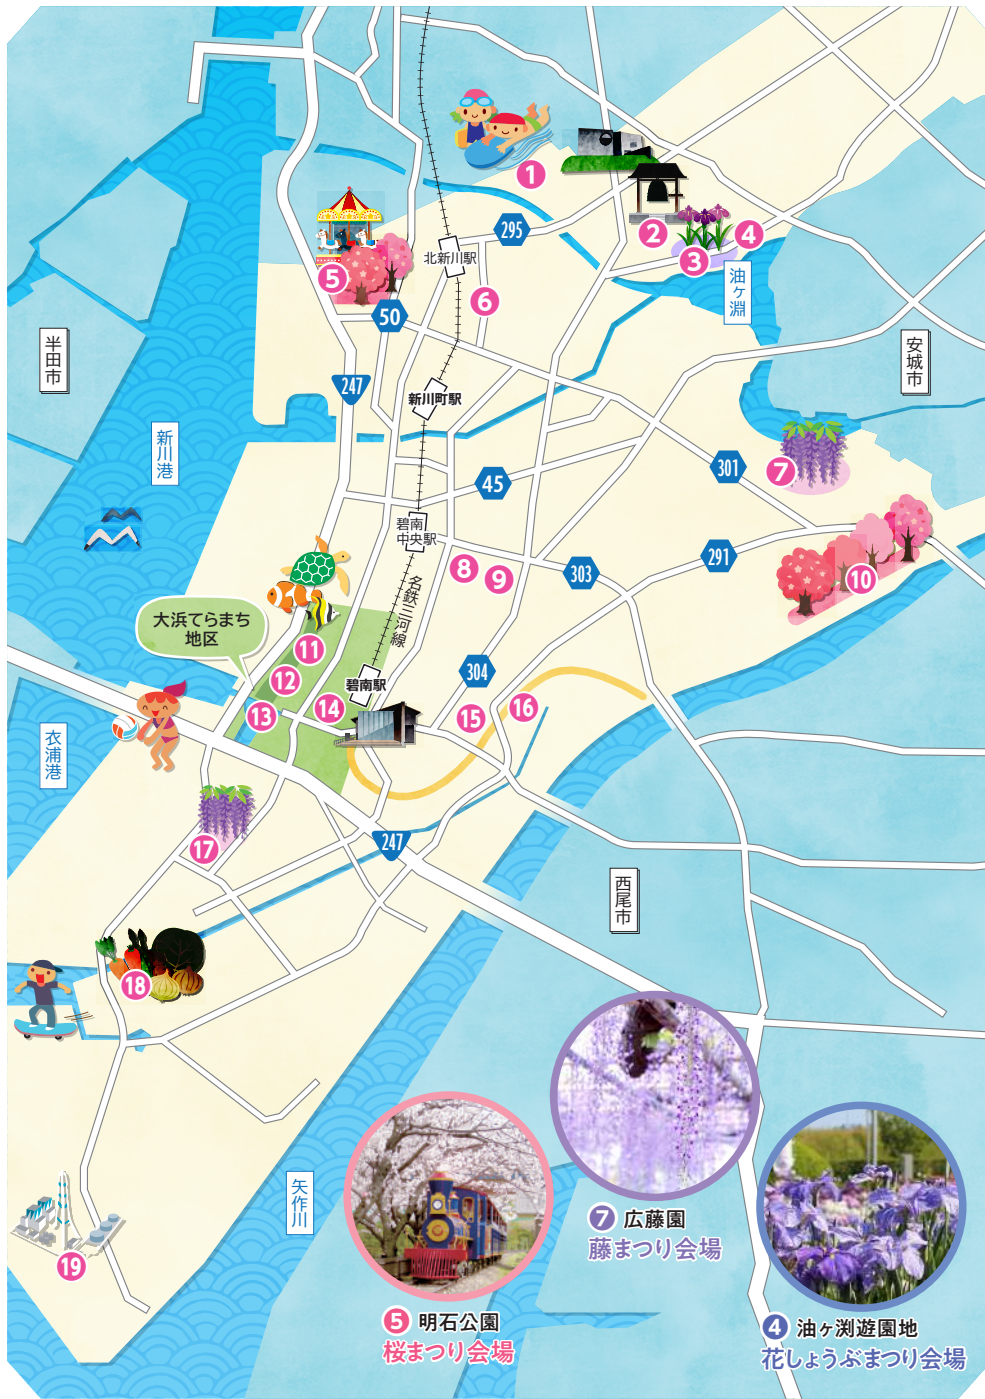 1
2
295
4
3
北新川駅
5
油ヶ淵
6
50
半田市
安城市
247
新川町駅
新川港
301
7
45
碧南
中央駅
291
8
9
303
10
名鉄三河線
大浜てらまち
地区
11
12
304
碧南駅
13
14
15
16
衣浦港
17
247
西尾市
18
矢作川
19
7 広藤園
藤まつり会場
5 明石公園
桜まつり会場
4 油ヶ渕遊園地
花しょうぶまつり会場